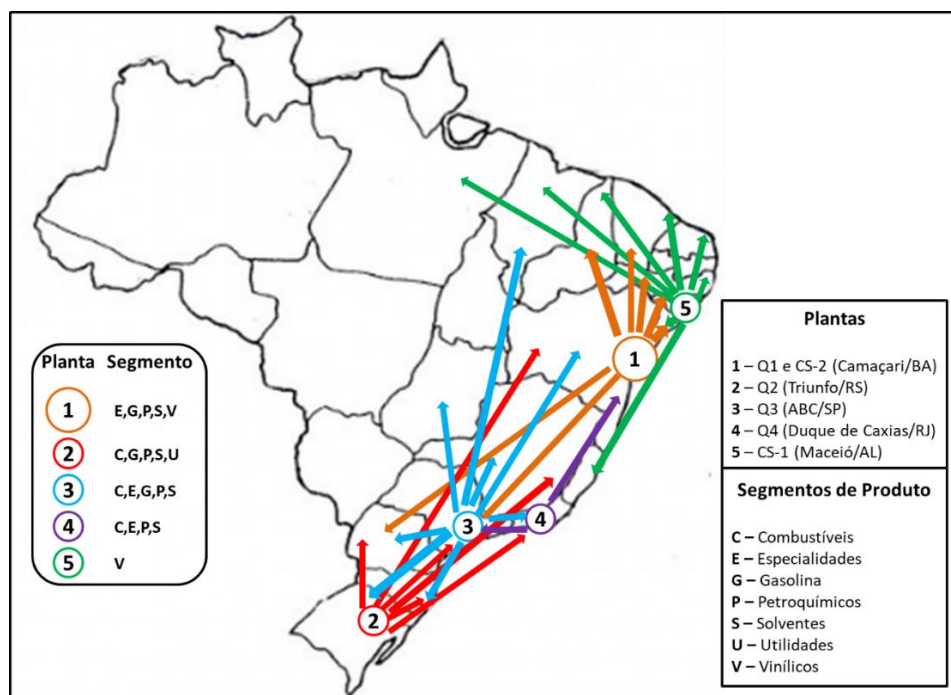 1
5
3
4
2
Planta Segmento
1 E,G,P,S,V
2 C,G,P,S,U
3 C,E,G,P,S
4 C,E,P,S
5 V
Plantas
1 – Q1 e CS-2 (Camaçari/BA)
2 – Q2 (Triunfo/RS)
3 – Q3 (ABC/SP)
4 – Q4 (Duque de Caxias/RJ)
5 – CS-1 (Maceió/AL)
Segmentos de Produto
C – Combustíveis
E – Especialidades
G – Gasolina
P – Petroquímicos
S – Solventes
U – Utilidades
V – Vinílicos